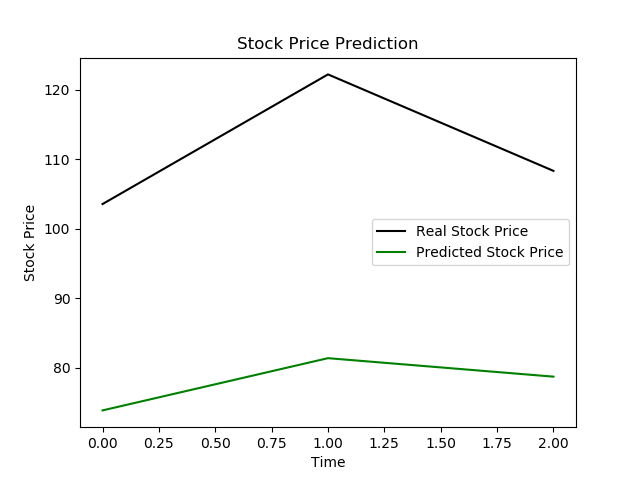 Stock Price Prediction
Stock Price
120
110
100
90
80
Real Stock Price
Predicted Stock Price
0.00 0.25 0.50 0.75 1.00 1.25 1.50 1.75 2.00
Time